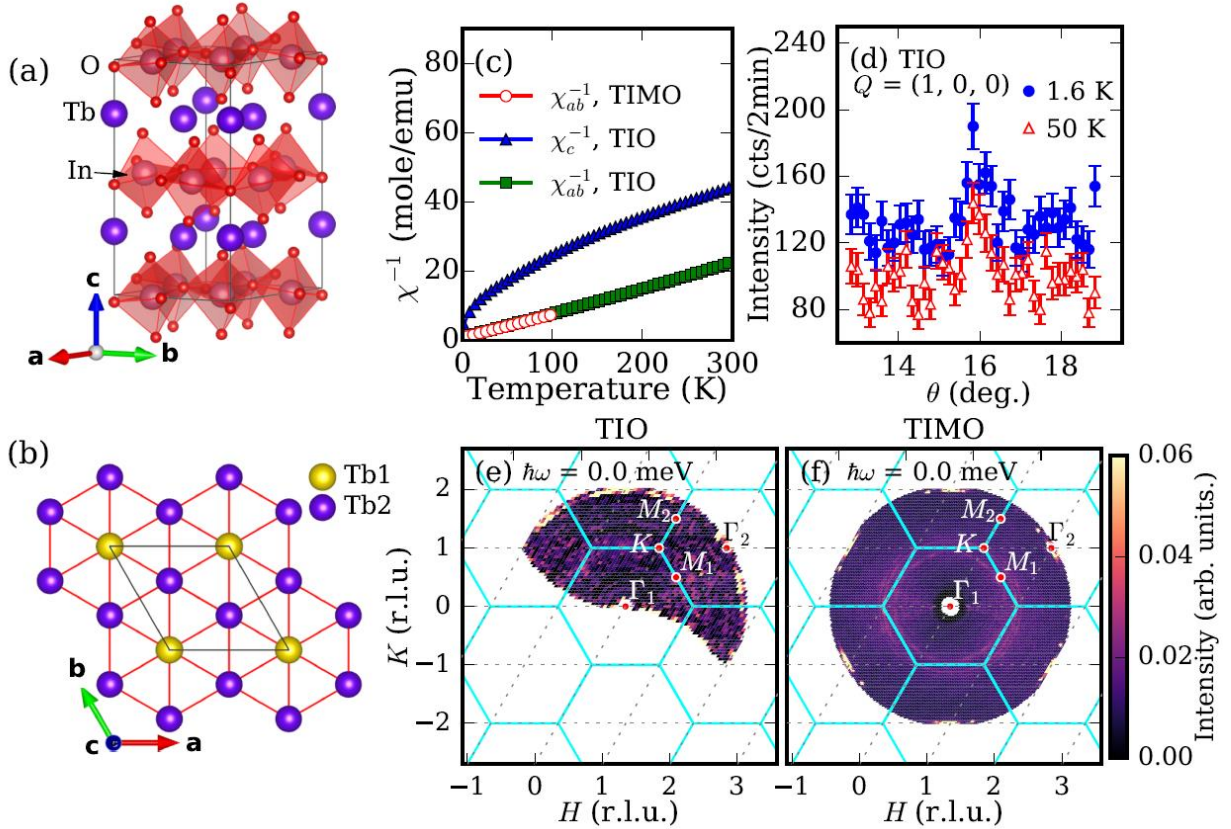 (a)
O
Tb
In
c
a
b
(b)
Tb1
Tb2
b
c
a
(c)
χab⁻¹, TIMO
χc⁻¹, TIO
χab⁻¹, TIO
χ⁻¹ (mole/emu)
80
60
40
20
0
0 100 200 300
Temperature (K)
(d) TIO
Q = (1, 0, 0)
1.6 K
50 K
Intensity (cts/2min)
240
200
160
120
80
14 16 18
θ (deg.)
TIO
(e) ħω = 0.0 meV
M₂
Γ₂
K
M₁
Γ₁
K (r.l.u.)
2
1
0
−1
−2
−1 0 1 2 3
H (r.l.u.)
TIMO
(f) ħω = 0.0 meV
M₂
Γ₂
K
M₁
Γ₁
−1 0 1 2 3
H (r.l.u.)
0.06
0.04
0.02
0.00
Intensity (arb. units.)